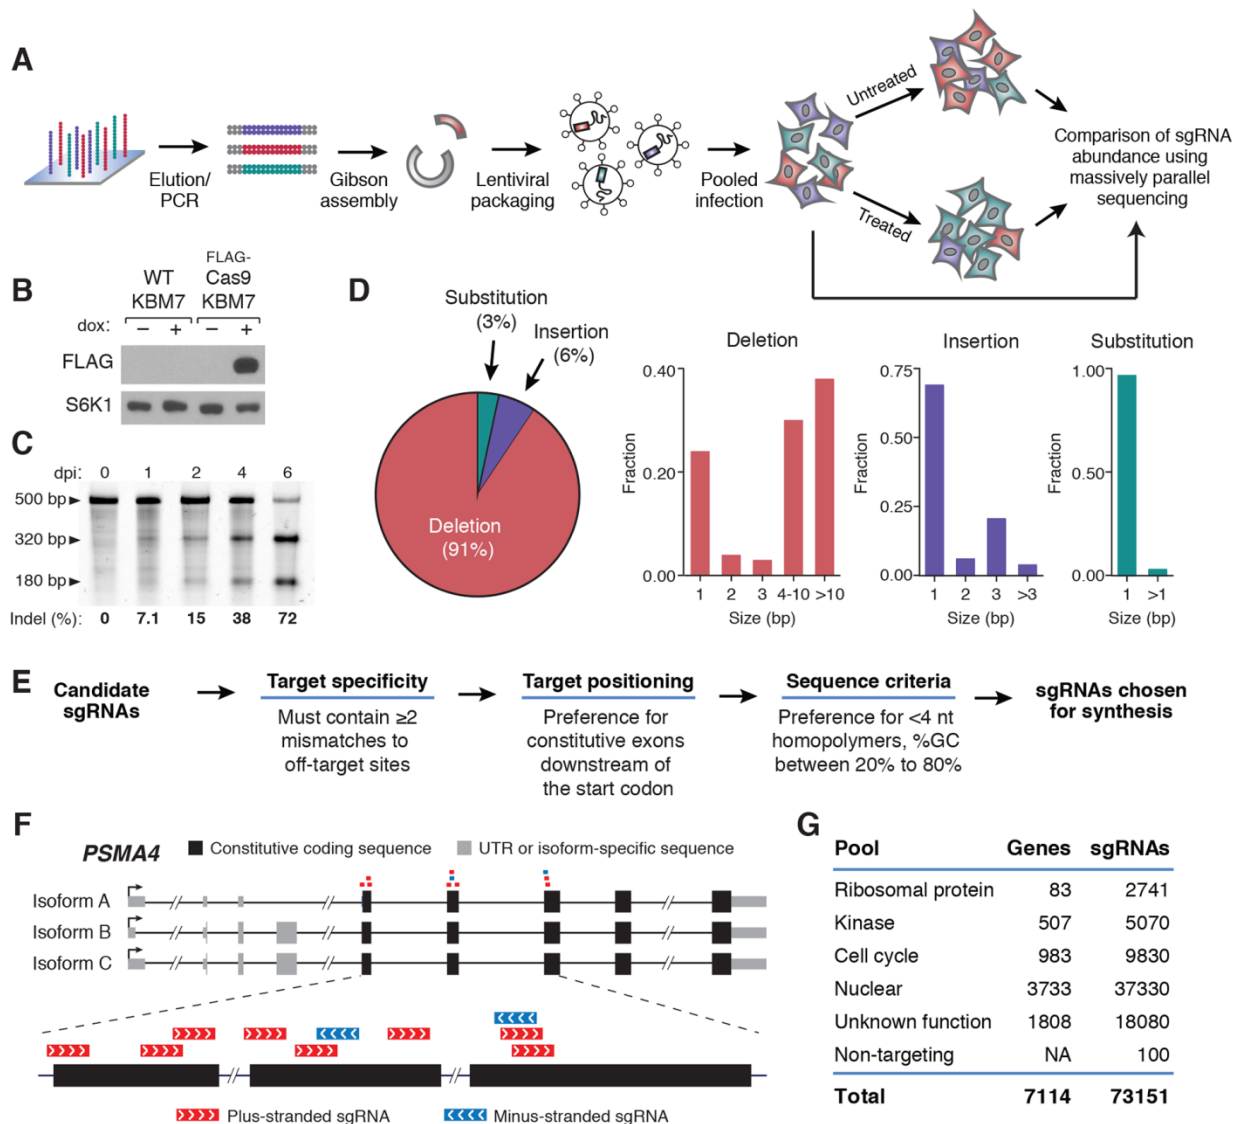 A
Elution/
PCR
Gibson
assembly
Lentiviral
packaging
Pooled
infection
Untreated
Treated
Comparison of sgRNA
abundance using
massively parallel
sequencing
B
WT
KBM7
FLAG-
Cas9
KBM7
dox: – + – +
FLAG
S6K1
C
dpi: 0 1 2 4 6
500 bp
320 bp
180 bp
Indel (%): 0 7.1 15 38 72
D
Substitution
(3%)
Insertion
(6%)
Deletion
(91%)
Deletion
Fraction
0.40
0.20
0.00
1 2 3 4-10 >10
Size (bp)
Insertion
Fraction
0.75
0.50
0.25
0.00
1 2 3 >3
Size (bp)
Substitution
Fraction
1.00
0.50
0.00
1 >1
Size (bp)
E
Candidate
sgRNAs
Target specificity
Must contain ≥2
mismatches to
off-target sites
Target positioning
Preference for
constitutive exons
downstream of
the start codon
Sequence criteria
Preference for <4 nt
homopolymers, %GC
between 20% to 80%
sgRNAs chosen
for synthesis
F
PSMA4
Constitutive coding sequence
UTR or isoform-specific sequence
Isoform A
Isoform B
Isoform C
Plus-stranded sgRNA
Minus-stranded sgRNA
G
Pool Genes sgRNAs
Ribosomal protein 83 2741
Kinase 507 5070
Cell cycle 983 9830
Nuclear 3733 37330
Unknown function 1808 18080
Non-targeting NA 100
Total 7114 73151